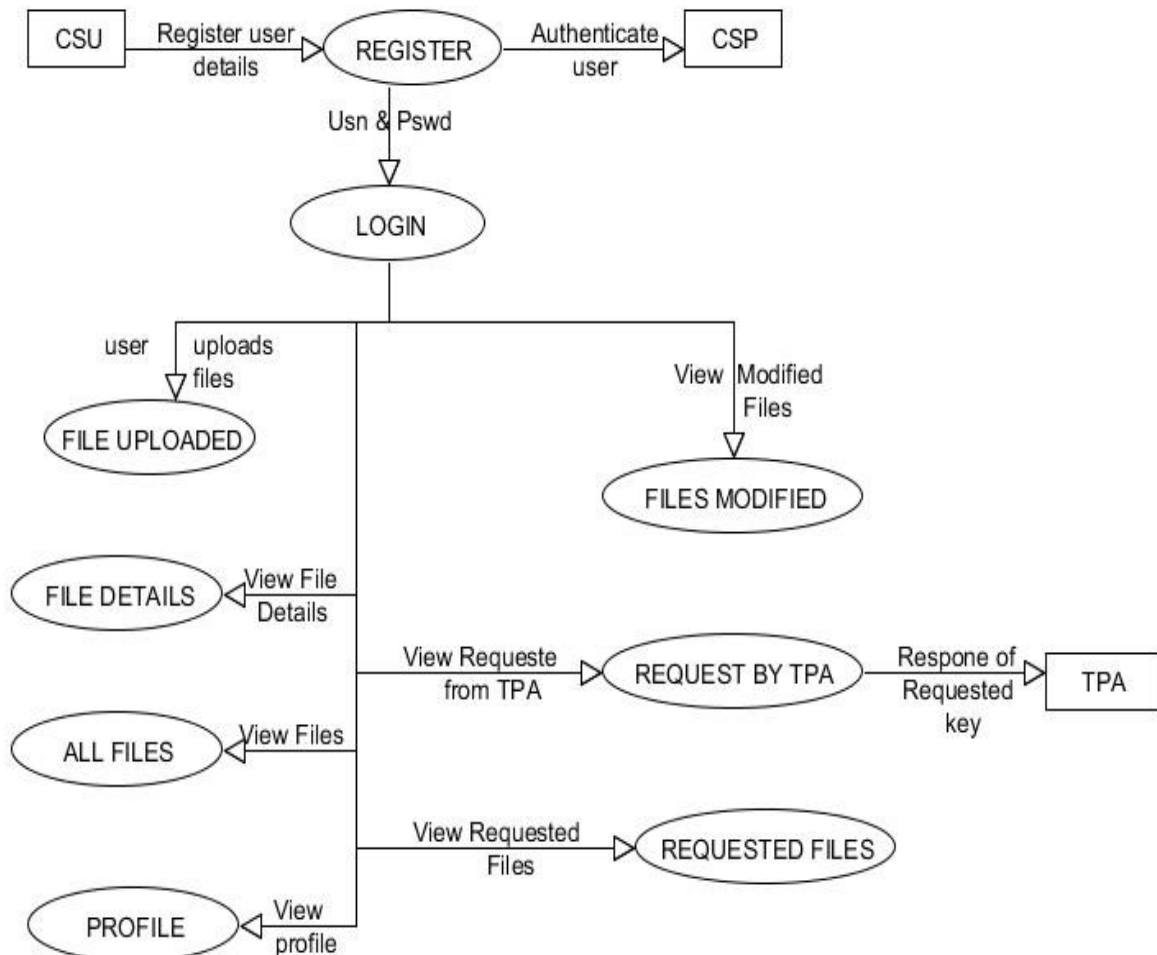 CSU
Register user
details
REGISTER
Authenticate
user
CSP
Usn & Pswd
LOGIN
user uploads
files
FILE UPLOADED
View Modified
Files
FILES MODIFIED
FILE DETAILS
View File
Details
View Requeste
from TPA
REQUEST BY TPA
Respone of
Requested
key
TPA
ALL FILES
View Files
View Requested
Files
REQUESTED FILES
PROFILE
View
profile